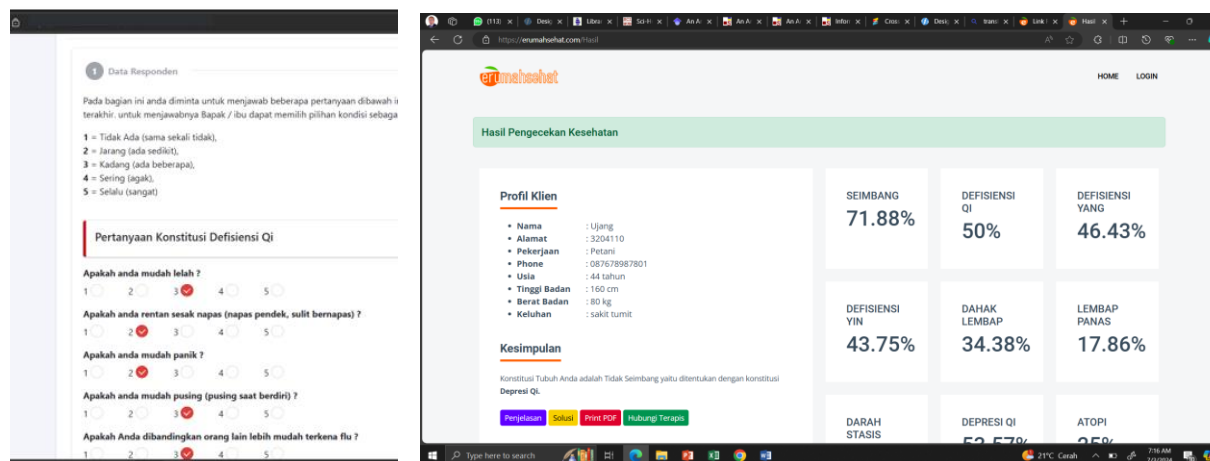 1 Data Responden
Pada bagian ini anda diminta untuk menjawab beberapa pertanyaan dibawah
terakhir. untuk menjawabnya Bapak / ibu dapat memilih pilihan kondisi sebaga
1 = Tidak Ada (sama sekali tidak),
2 = Jarang (ada sedikit),
3 = Kadang (ada beberapa),
4 = Sering (agak),
5 = Selalu (sangat)
Pertanyaan Konstitusi Defisiensi Qi
Apakah anda mudah lelah ?
1 2 3 4 5
Apakah anda rentan sesak napas (napas pendek, sulit bernapas) ?
1 2 3 4 5
Apakah anda mudah panik ?
1 2 3 4 5
Apakah anda mudah pusing (pusing saat berdiri) ?
1 2 3 4 5
Apakah Anda dibandingkan orang lain lebih mudah terkena flu ?
1 2 3 4 5
https://erumahsehat.com/Hasil
erumahsehat
HOME LOGIN
Hasil Pengecekan Kesehatan
Profil Klien
Nama : Ujang
Alamat : 3204110
Pekerjaan : Petani
Phone : 087678987801
Usia : 44 tahun
Tinggi Badan : 160 cm
Berat Badan : 80 kg
Keluhan : sakit tumit
Kesimpulan
Konstitusi Tubuh Anda adalah Tidak Seimbang yaitu ditentukan dengan konstitusi
Depresi Qi.
Penjelasan Solusi Print PDF Hubungi Terapis
SEIMBANG
71.88%
DEFISIENSI
QI
50%
DEFISIENSI
YANG
46.43%
DEFISIENSI
YIN
43.75%
DAHAK
LEMBAP
34.38%
LEMBAP
PANAS
17.86%
DARAH
STASIS
DEPRESI QI
53.57%
ATOPI
25%
Type here to search
21°C Cerah
7:16 AM